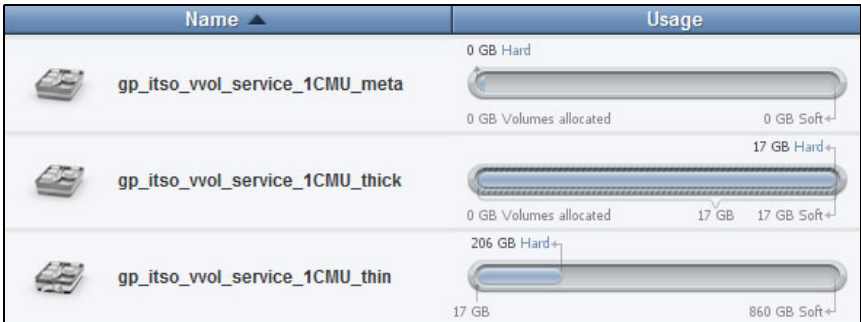 Name Usage
0 GB Hard
gp_itso_vvol_service_1CMU_meta
0 GB Volumes allocated 0 GB Soft
17 GB Hard
gp_itso_vvol_service_1CMU_thick
0 GB Volumes allocated 17 GB 17 GB Soft
206 GB Hard
gp_itso_vvol_service_1CMU_thin
17 GB 860 GB Soft